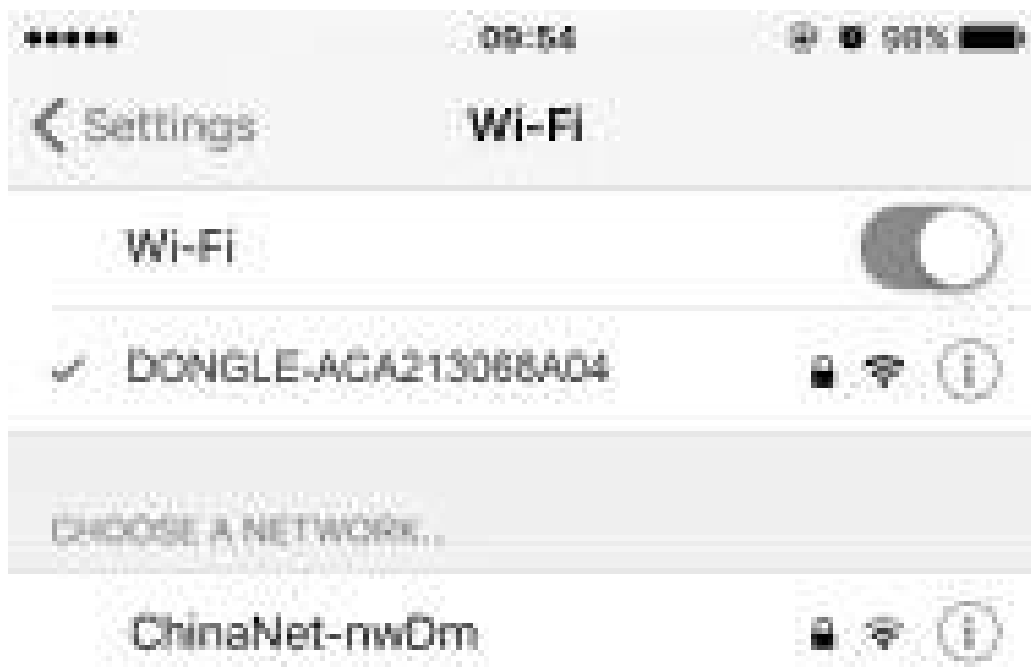 09:54 98%
Settings Wi-Fi
Wi-Fi
DONGLE-ACA213068A04
CHOOSE A NETWORK...
ChinaNet-nwDm